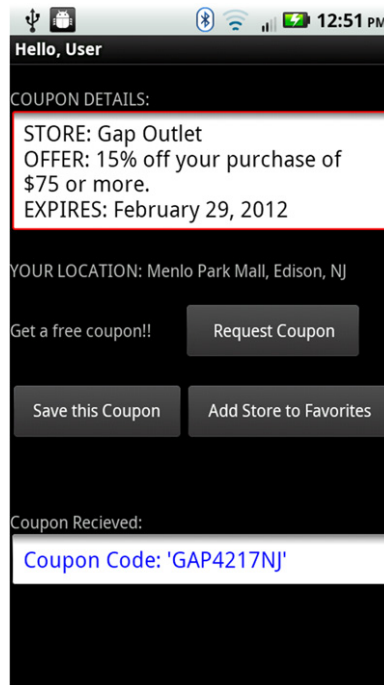 12:51 PM
Hello, User
COUPON DETAILS:
STORE: Gap Outlet
OFFER: 15% off your purchase of
$75 or more.
EXPIRES: February 29, 2012
YOUR LOCATION: Menlo Park Mall, Edison, NJ
Get a free coupon!! Request Coupon
Save this Coupon Add Store to Favorites
Coupon Recieved:
Coupon Code: 'GAP4217NJ'